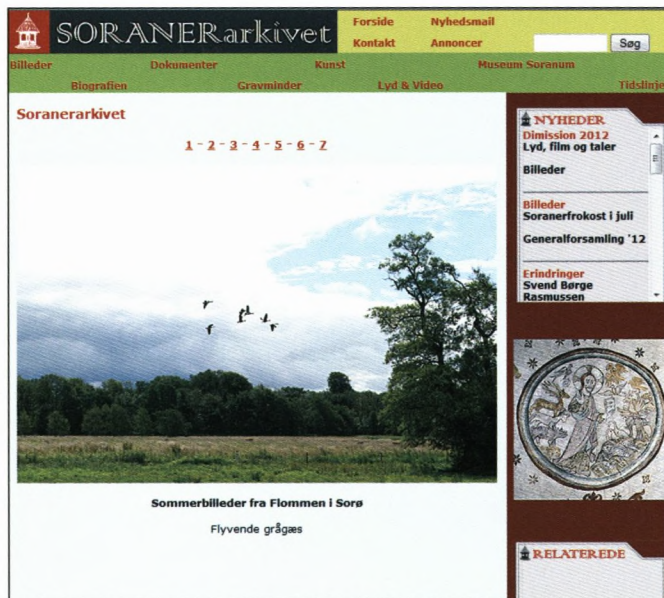 SORANERarkivet
Forside Nyhedsmail
Kontakt Annoncer
Søg
Billeder Dokumenter Kunst Museum Soranum
Biografien Gravminder Lyd & Video Tidslinje
Soranerarkivet
1 - 2 - 3 - 4 - 5 - 6 - 7
Sommerbilleder fra Flommen i Sorø
Flyvende grågæs
NYHEDER
Dimission 2012
Lyd, film og taler
Billeder
Billeder
Soranerfrokost i juli
Generalforsamling '12
Erindringer
Svend Børge
Rasmussen
RELATEREDE